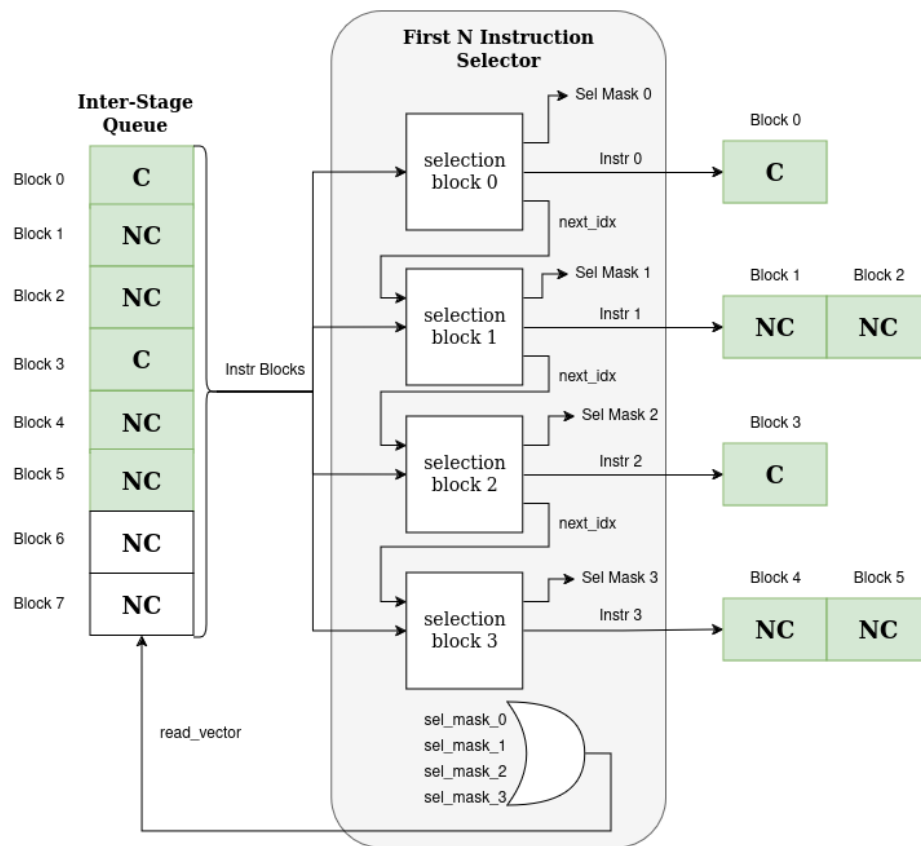 First N Instruction
Selector
Inter-Stage
Queue
Block 0
C
Block 1
NC
Block 2
NC
Block 3
C
Block 4
NC
Block 5
NC
Block 6
NC
Block 7
NC
Instr Blocks
read_vector
selection
block 0
Sel Mask 0
Instr 0
next_idx
selection
block 1
Sel Mask 1
Instr 1
next_idx
selection
block 2
Sel Mask 2
Instr 2
next_idx
selection
block 3
Sel Mask 3
Instr 3
sel_mask_0
sel_mask_1
sel_mask_2
sel_mask_3
Block 0
C
Block 1 Block 2
NC NC
Block 3
C
Block 4 Block 5
NC NC